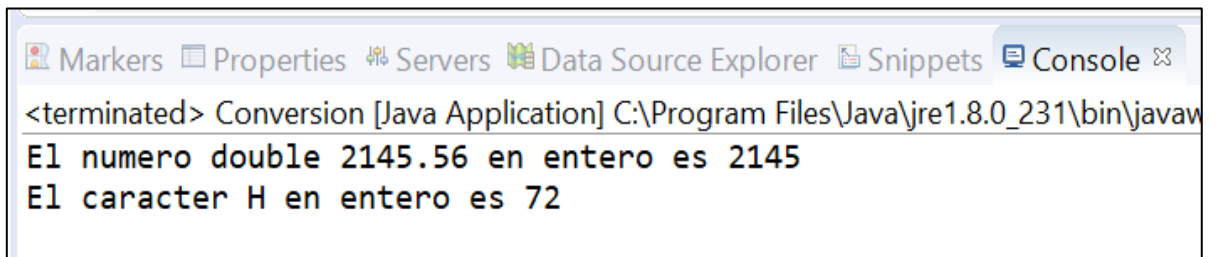 Markers Properties Servers Data Source Explorer Snippets Console
<terminated> Conversion [Java Application] C:\Program Files\Java\jre1.8.0_231\bin\javaw
El numero double 2145.56 en entero es 2145
El caracter H en entero es 72